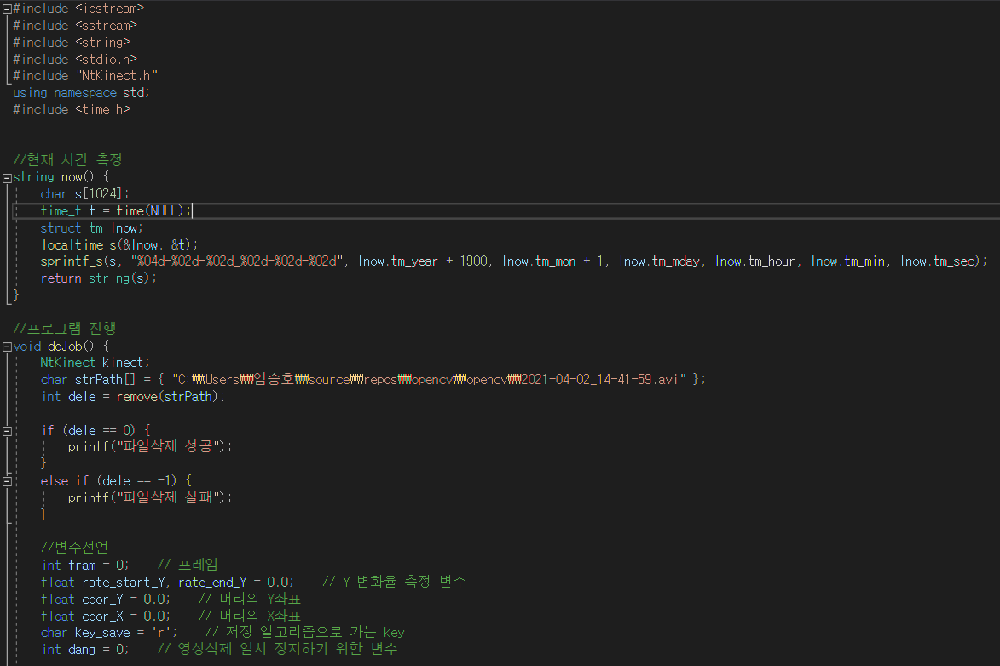 #include <iostream>
#include <sstream>
#include <string>
#include <stdio.h>
#include "NtKinect.h"
using namespace std;
#include <time.h>
//현재 시간 측정
string now() {
char s[1024];
time_t t = time(NULL);
struct tm lnow;
localtime_s(&lnow, &t);
sprintf_s(s, "%04d-%02d-%02d_%02d-%02d-%02d", lnow.tm_year + 1900, lnow.tm_mon + 1, lnow.tm_mday, lnow.tm_hour, lnow.tm_min, lnow.tm_sec);
return string(s);
}
//프로그램 진행
void doJob() {
NtKinect kinect;
char strPath[] = { "C:₩₩Users₩₩임승호₩₩source₩₩repos₩₩opencv₩₩opencv₩₩2021-04-02_14-41-59.avi" };
int dele = remove(strPath);
if (dele == 0) {
printf("파일삭제 성공");
}
else if (dele == -1) {
printf("파일삭제 실패");
}
//변수선언
int fram = 0; // 프레임
float rate_start_Y, rate_end_Y = 0.0; // Y 변화율 측정 변수
float coor_Y = 0.0; // 머리의 Y좌표
float coor_X = 0.0; // 머리의 X좌표
char key_save = 'r'; // 저장 알고리즘으로 가는 key
int dang = 0; // 영상삭제 일시 정지하기 위한 변수